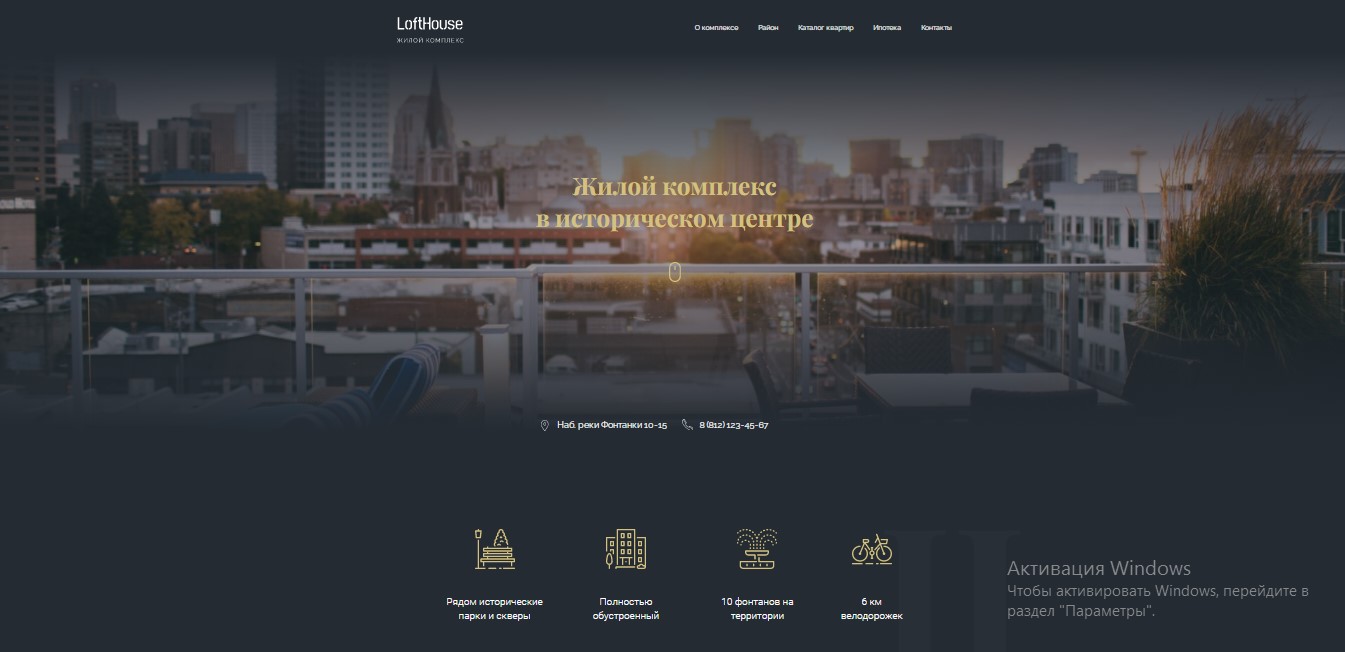 LoftHouse
ЖИЛОЙ КОМПЛЕКС
О комплексе Район Каталог квартир Ипотека Контакты
Жилой комплекс
в историческом центре
Наб. реки Фонтанки 10-15 8 (812) 123-45-67
Рядом исторические
парки и скверы
Полностью
обустроенный
10 фонтанов на
территории
6 км
велодорожек
Активация Windows
Чтобы активировать Windows, перейдите в
раздел "Параметры".